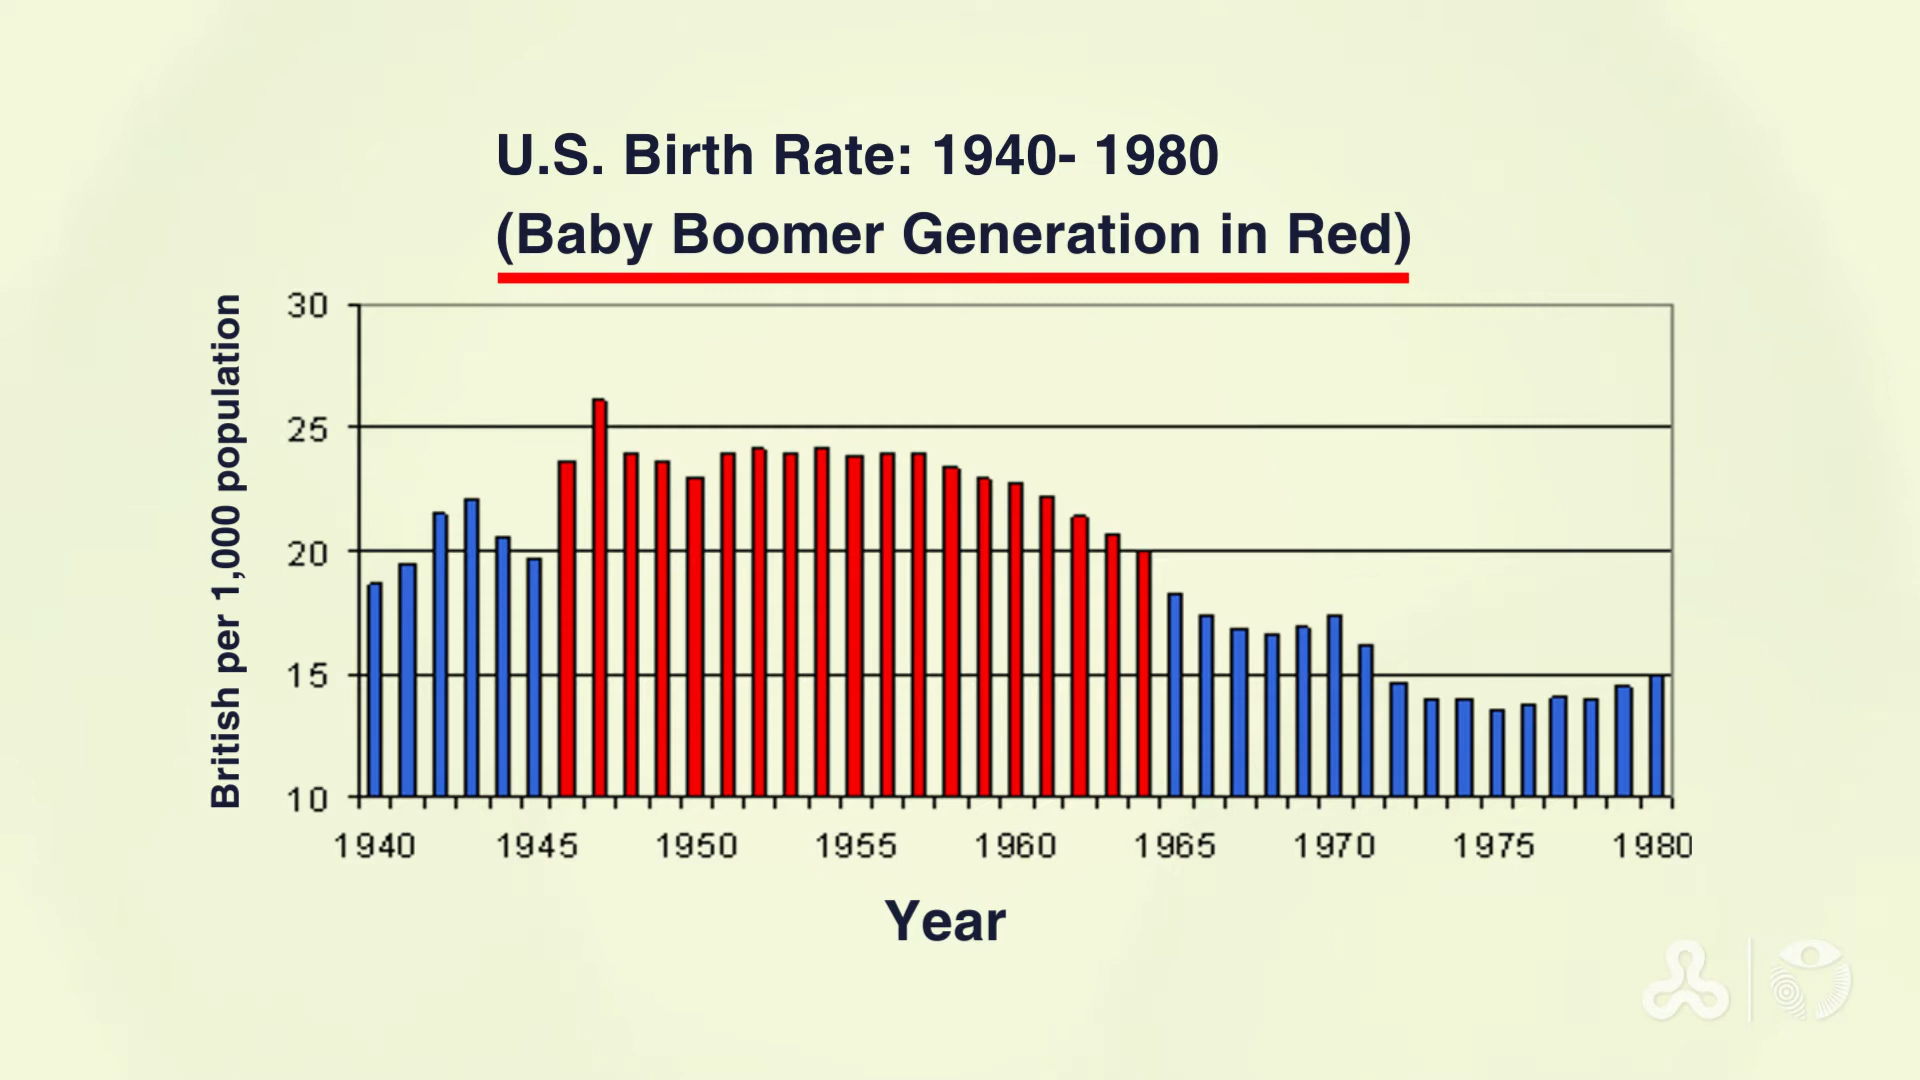 U.S. Birth Rate: 1940- 1980
(Baby Boomer Generation in Red)
British per 1,000 population
30
25
20
15
10
1940 1945 1950 1955 1960 1965 1970 1975 1980
Year